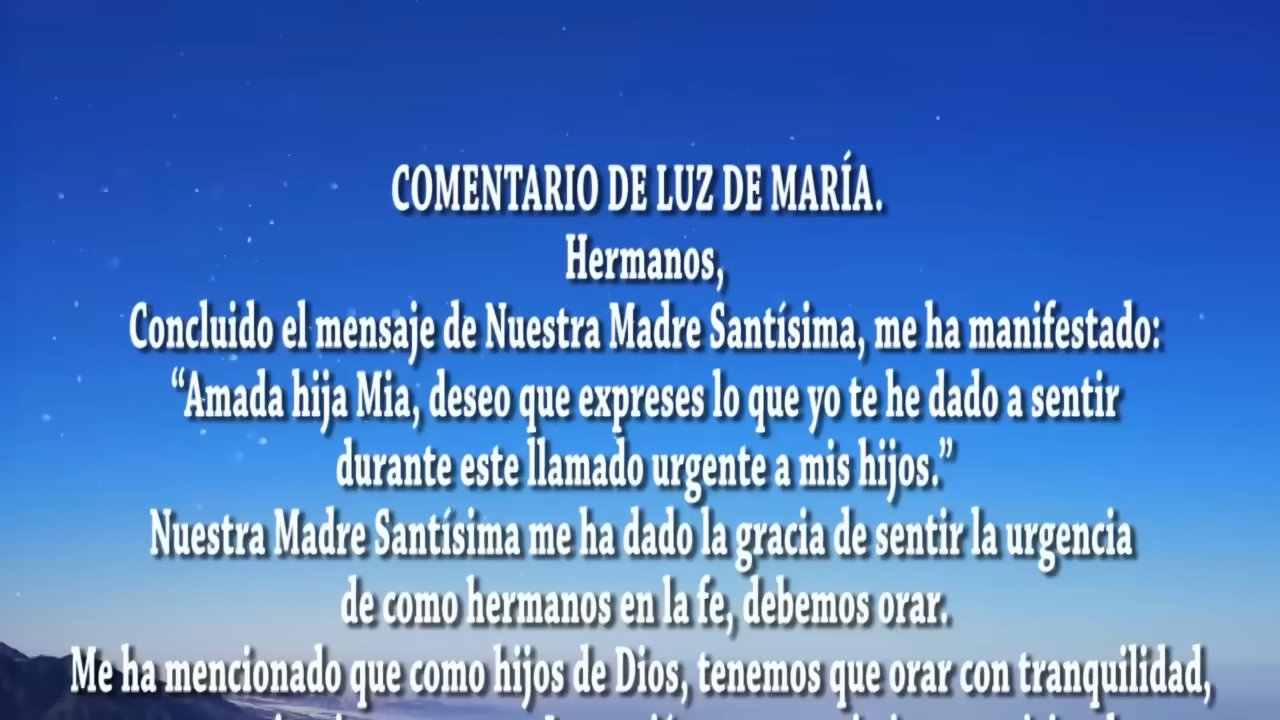 COMENTARIO DE LUZ DE MARÍA.
Hermanos,
Concluido el mensaje de Nuestra Madre Santísima, me ha manifestado:
“Amada hija Mia, deseo que expreses lo que yo te he dado a sentir
durante este llamado urgente a mis hijos.”
Nuestra Madre Santísima me ha dado la gracia de sentir la urgencia
de como hermanos en la fe, debemos orar.
Me ha mencionado que como hijos de Dios, tenemos que orar con tranquilidad,